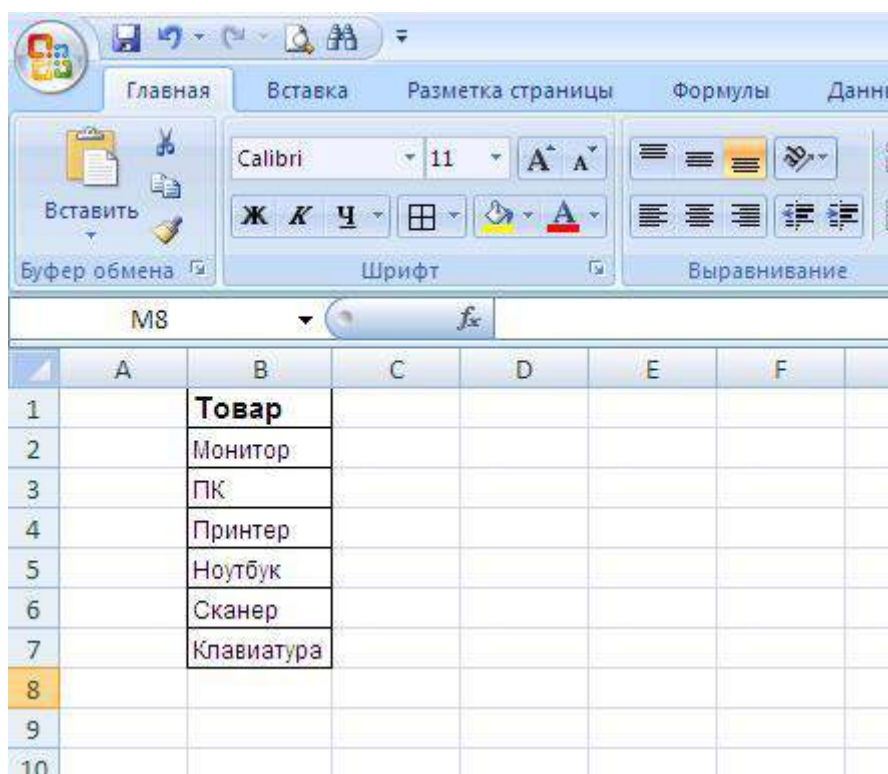 Главная Вставка Разметка страницы Формулы
Вставить
Calibri 11 A A
Ж К Ч A
Буфер обмена Шрифт Выравнивание
M8 fx
A B C D E F
1 Товар
2 Монитор
3 ПК
4 Принтер
5 Ноутбук
6 Сканер
7 Клавиатура
8
9
10